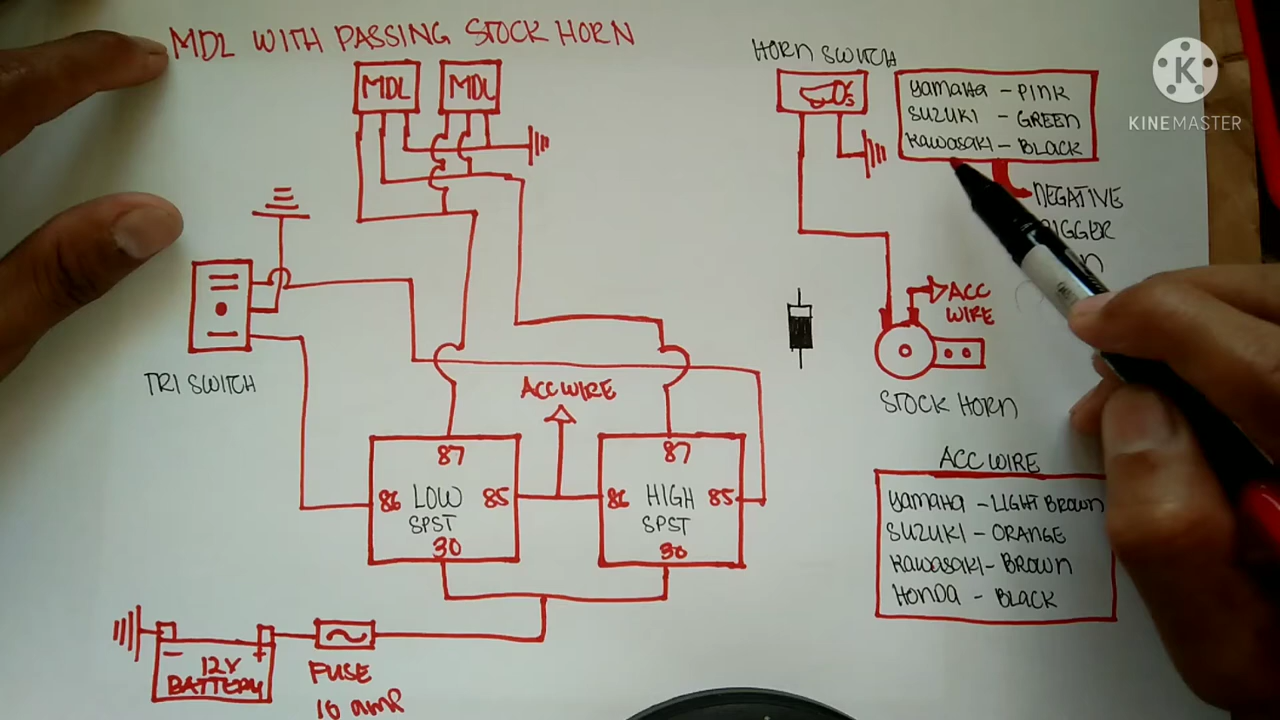 MDL WITH PASSING STOCK HORN
MDL
MDL
HORN SWITCH
YAMAHA - PINK
SUZUKI - GREEN
KAWASAKI - BLACK
NEGATIVE
K
KINEMASTER
ACC
WIRE
STOCK HORN
TRI SWITCH
ACC WIRE
87
86 LOW 85
SPST
30
87
86 HIGH 85
SPST
30
ACC WIRE
YAMAHA - LIGHT BROWN
SUZUKI - ORANGE
KAWASAKI - BROWN
HONDA - BLACK
- +
12V
BATTERY
FUSE
10 AMP